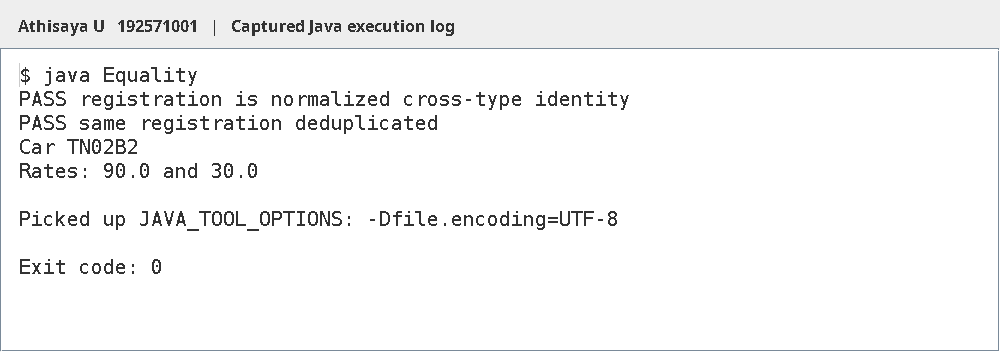 Athisaya U 192571001 | Captured Java execution log
$ java Equality
PASS registration is normalized cross-type identity
PASS same registration deduplicated
Car TN02B2
Rates: 90.0 and 30.0
Picked up JAVA_TOOL_OPTIONS: -Dfile.encoding=UTF-8
Exit code: 0